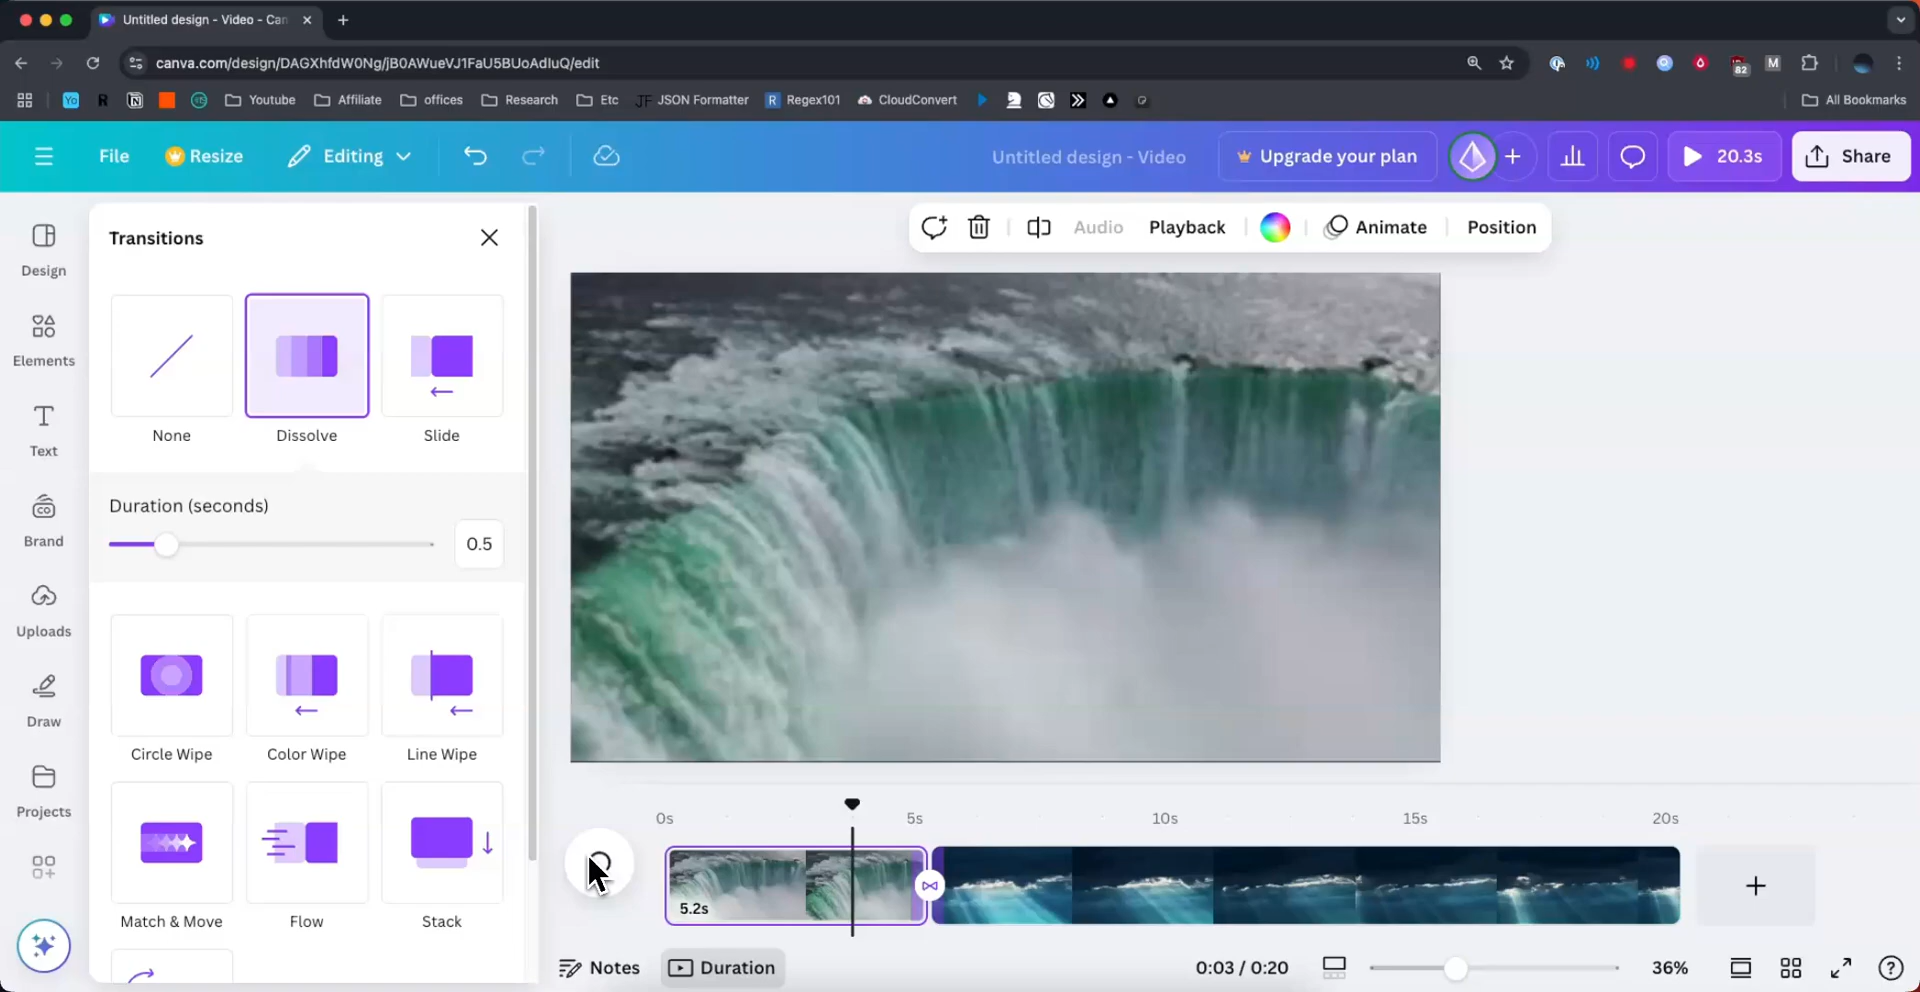 Untitled design - Video - Can
canva.com/design/DAGXhfdW0Ng/jB0AWueVJ1FaU5BUoAdIuQ/edit
82
M
Yo
R
Youtube
Affiliate
offices
Research
Etc
JF JSON Formatter
R Regex101
CloudConvert
All Bookmarks
File
Resize
Editing
Untitled design - Video
Upgrade your plan
20.3s
Share
Design
Elements
Text
Brand
Uploads
Draw
Projects
Transitions
None
Dissolve
Slide
Duration (seconds)
0.5
Circle Wipe
Color Wipe
Line Wipe
Match & Move
Flow
Stack
Audio
Playback
Animate
Position
0s
5s
10s
15s
20s
5.2s
Notes
Duration
0:03 / 0:20
36%